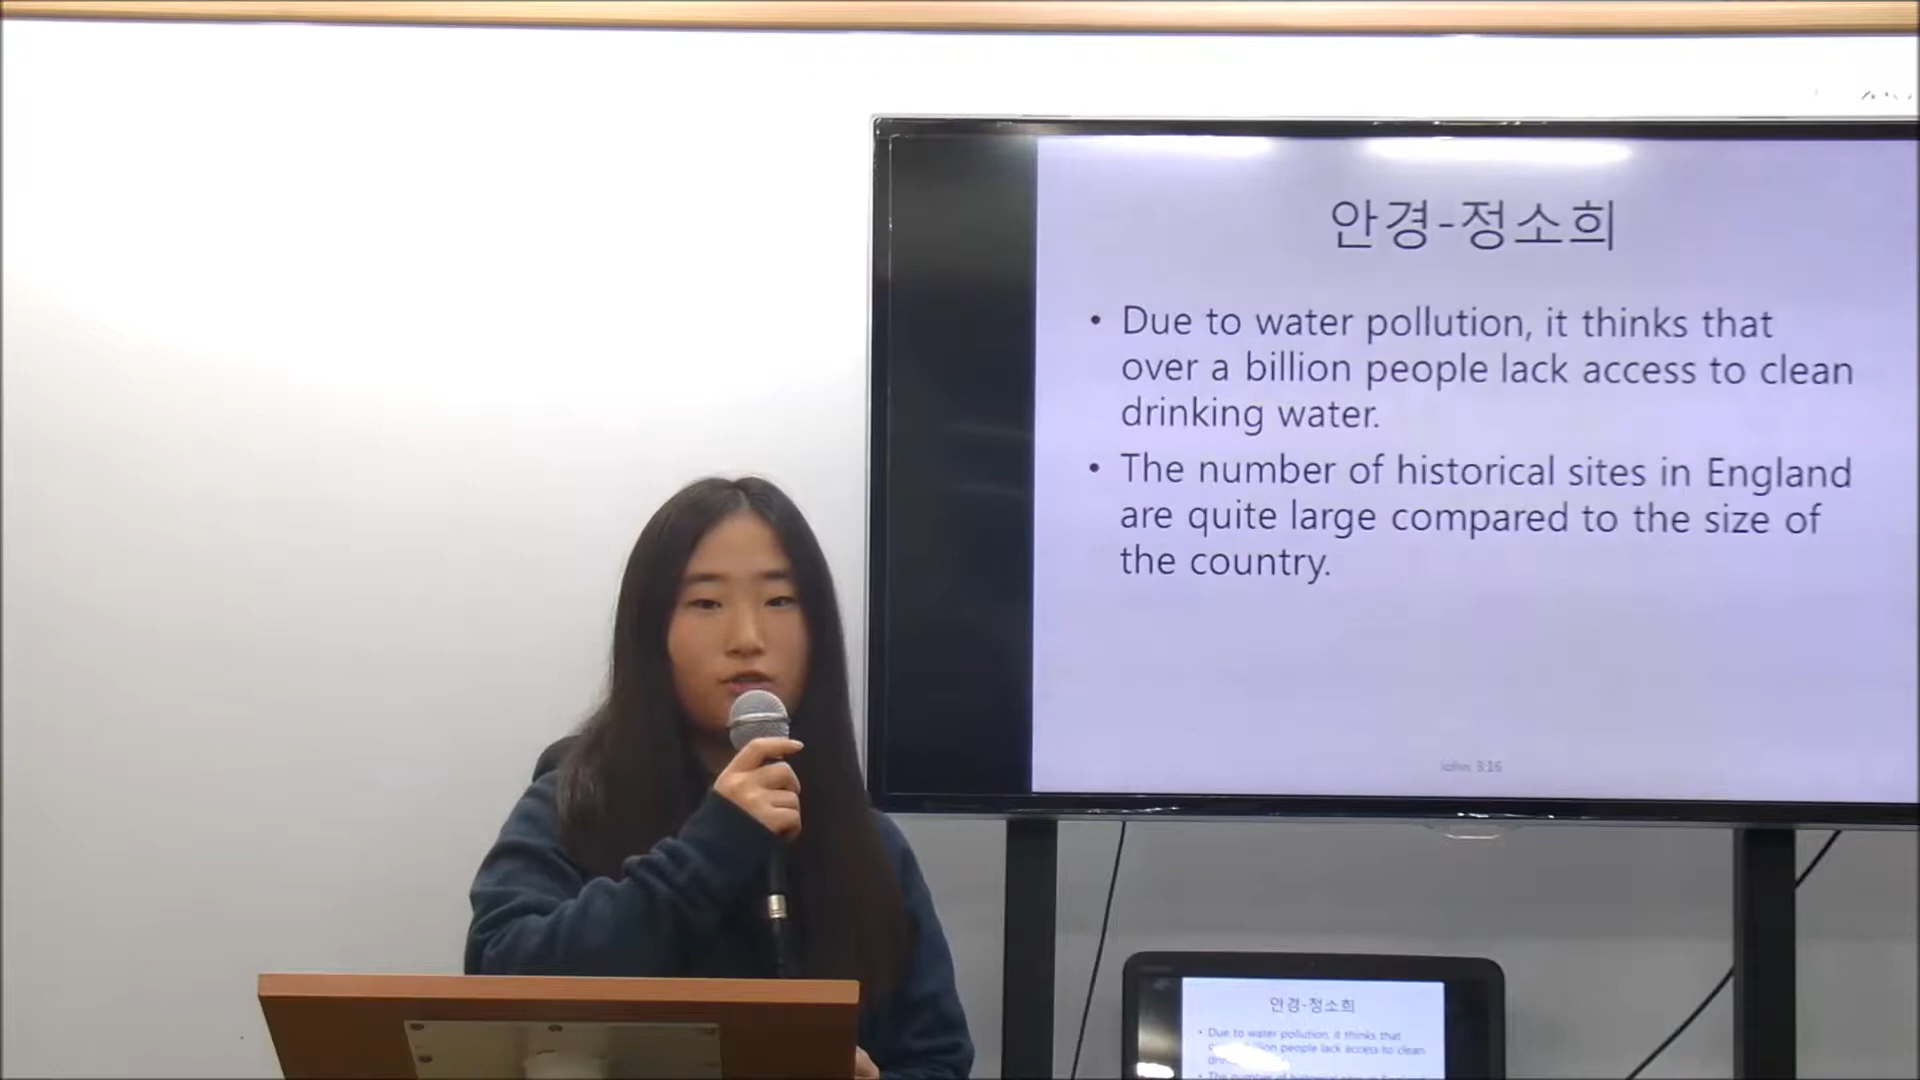 안경-정소희
• Due to water pollution, it thinks that
over a billion people lack access to clean
drinking water.
• The number of historical sites in England
are quite large compared to the size of
the country.
John 3:16
안경-정소희
• Due to water pollution, it thinks that
people lack access to clean